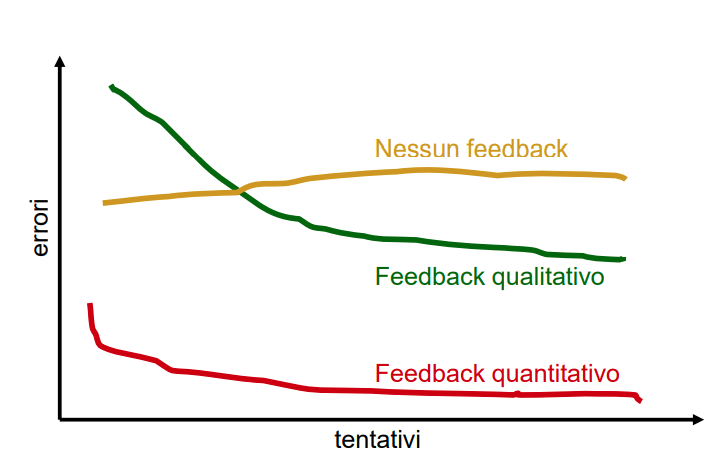 Nessun feedback
errori
Feedback qualitativo
Feedback quantitativo
tentativi